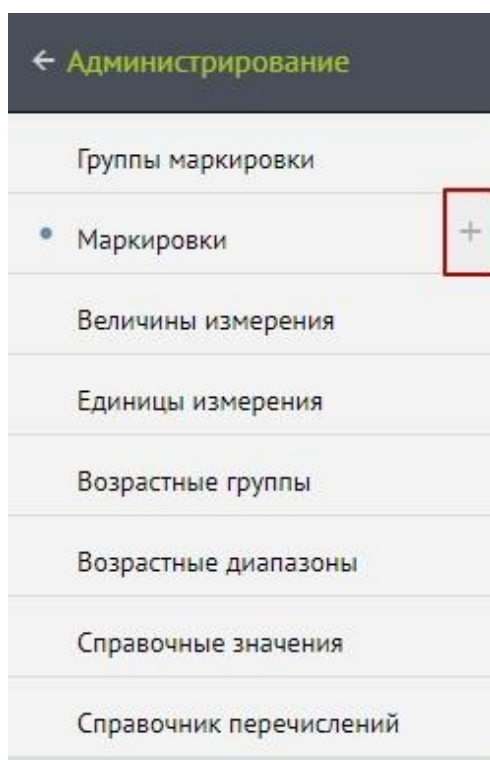 ← Администрирование
Группы маркировки
• Маркировки +
Величины измерения
Единицы измерения
Возрастные группы
Возрастные диапазоны
Справочные значения
Справочник перечислений